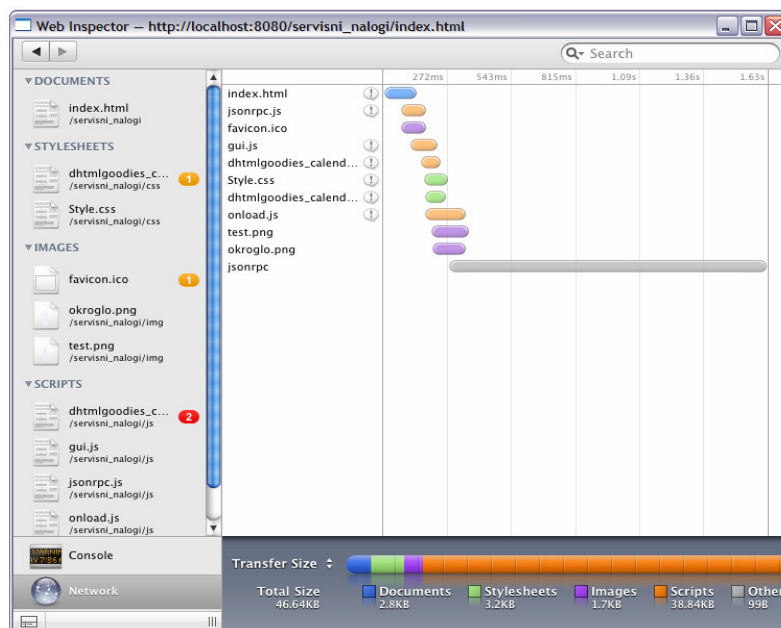 Web Inspector — http://localhost:8080/servisni_nalogi/index.html
Search
DOCUMENTS
index.html
/servisni_nalogi
STYLESHEETS
dhtmlgoodies_c...
/servisni_nalogi/css
1
Style.css
/servisni_nalogi/css
IMAGES
favicon.ico
1
okroglo.png
/servisni_nalogi/img
test.png
/servisni_nalogi/img
SCRIPTS
dhtmlgoodies_c...
/servisni_nalogi/js
2
gui.js
/servisni_nalogi/js
jsonrpc.js
/servisni_nalogi/js
onload.js
/servisni_nalogi/js
Console
Network
272ms 543ms 815ms 1.09s 1.36s 1.63s
index.html
jsonrpc.js
favicon.ico
gui.js
dhtmlgoodies_calend...
Style.css
dhtmlgoodies_calend...
onload.js
test.png
okroglo.png
jsonrpc
Transfer Size
Total Size Documents Stylesheets Images Scripts Othe
46.64KB 2.8KB 3.2KB 1.7KB 38.84KB 99B